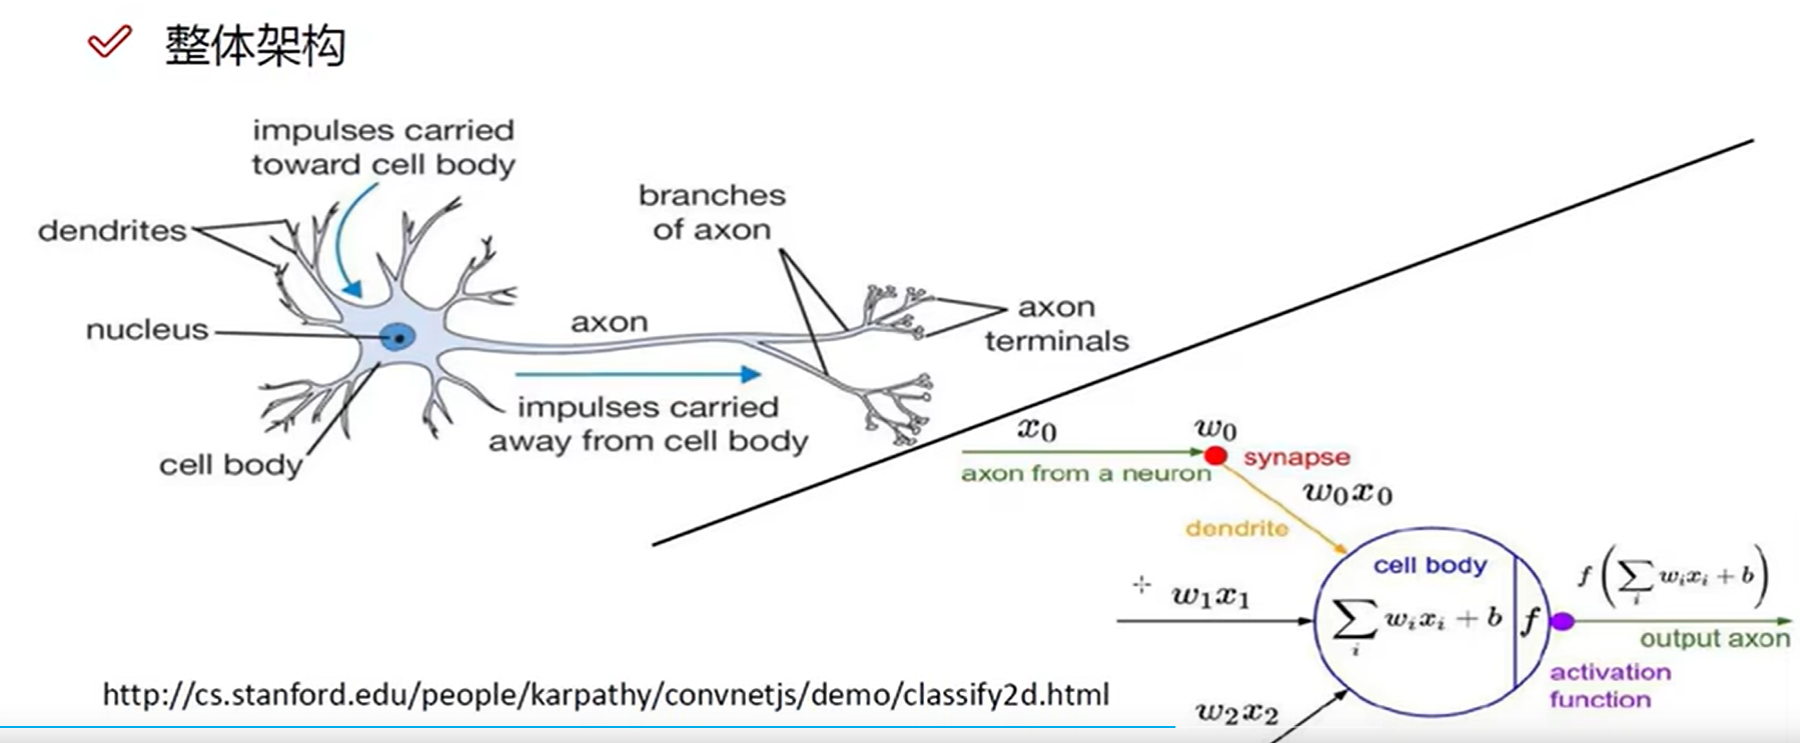 整体架构
impulses carried
toward cell body
branches
of axon
dendrites
nucleus
axon
axon
terminals
impulses carried
away from cell body
cell body
x0
w0
synapse
axon from a neuron
w0x0
dendrite
cell body
f(∑i wixi + b)
w1x1
∑i wixi + b
f
output axon
activation
function
w2x2
http://cs.stanford.edu/people/karpathy/convnetjs/demo/classify2d.html